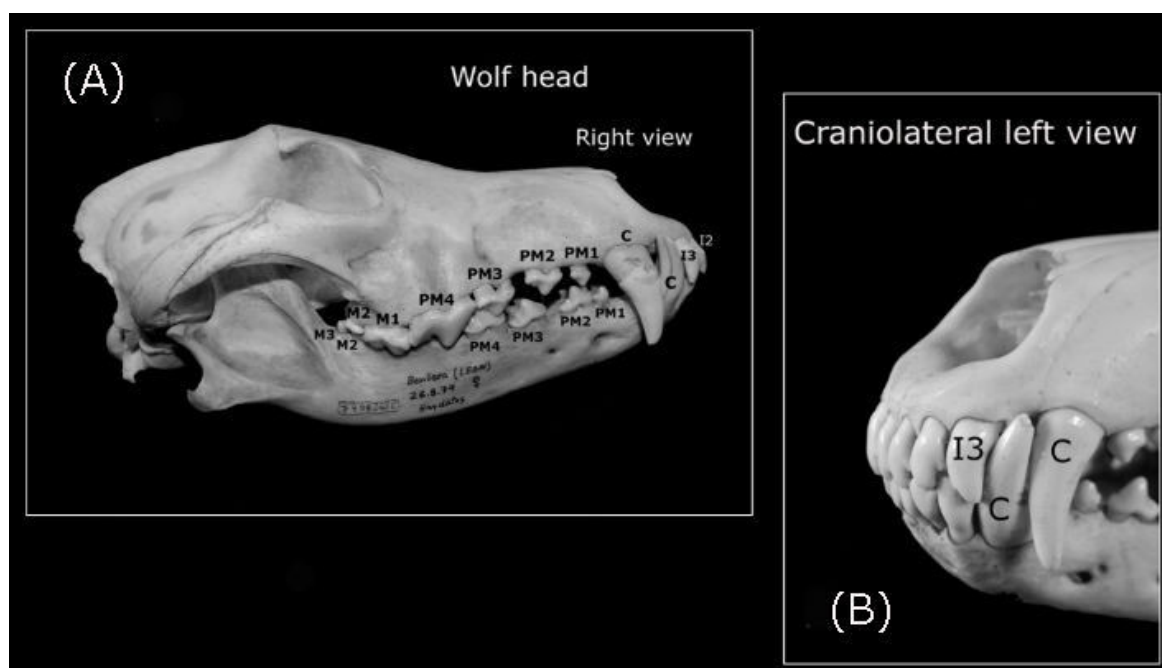 (A)
Wolf head
Right view
I2
C
I3
PM2 PM1
C
PM3
PM4
M2 M1
M3
M2
PM4
PM3
PM2
PM1
26.8.79 ♀
Craniolateral left view
I3
C
C
(B)